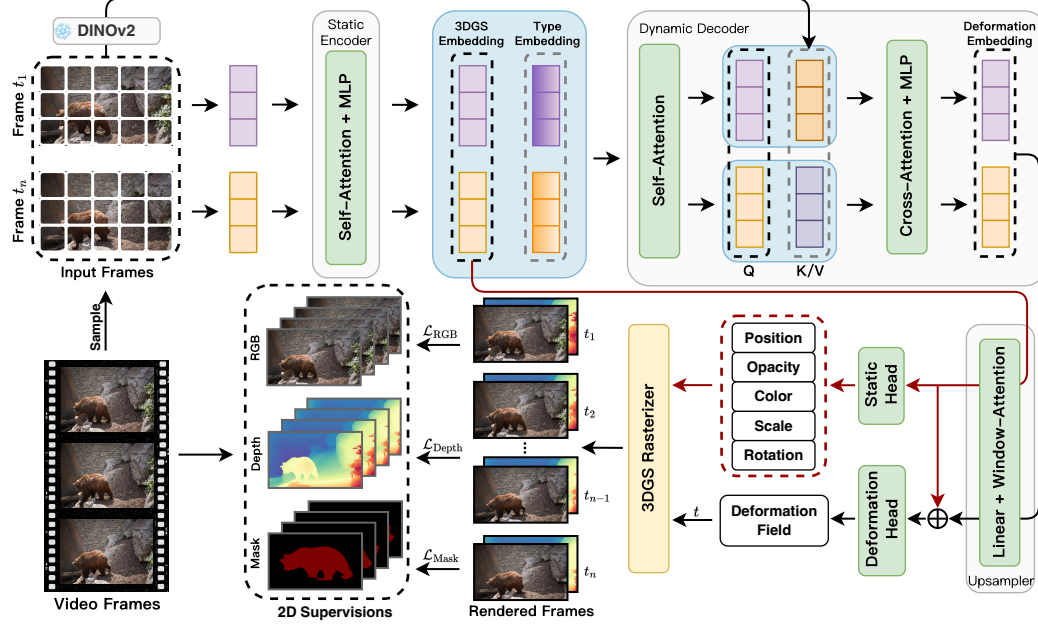 DINOv2
Frame t₁
Frame tₙ
Input Frames
Static
Encoder
Self-Attention + MLP
3DGS
Embedding
Type
Embedding
Dynamic Decoder
Self-Attention
Q
K/V
Cross-Attention + MLP
Deformation
Embedding
Sample
Video Frames
RGB
Depth
Mask
2D Supervisions
ℒRGB
ℒDepth
ℒMask
t₁
t₂
⋮
tₙ₋₁
tₙ
Rendered Frames
3DGS Rasterizer
Position
Opacity
Color
Scale
Rotation
t
Deformation
Field
Static
Head
Deformation
Head
Linear + Window-Attention
Upsampler